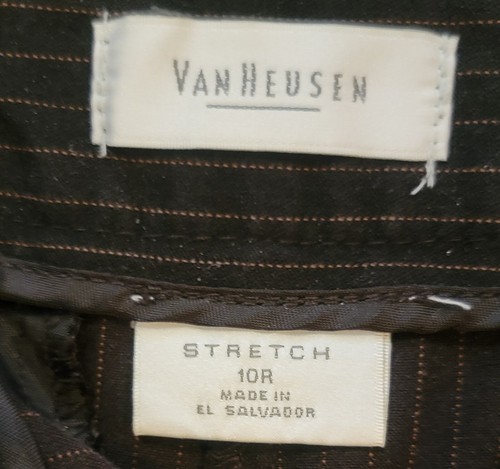 VAN HEUSEN
STRETCH
10R
MADE IN
EL SALVADOR